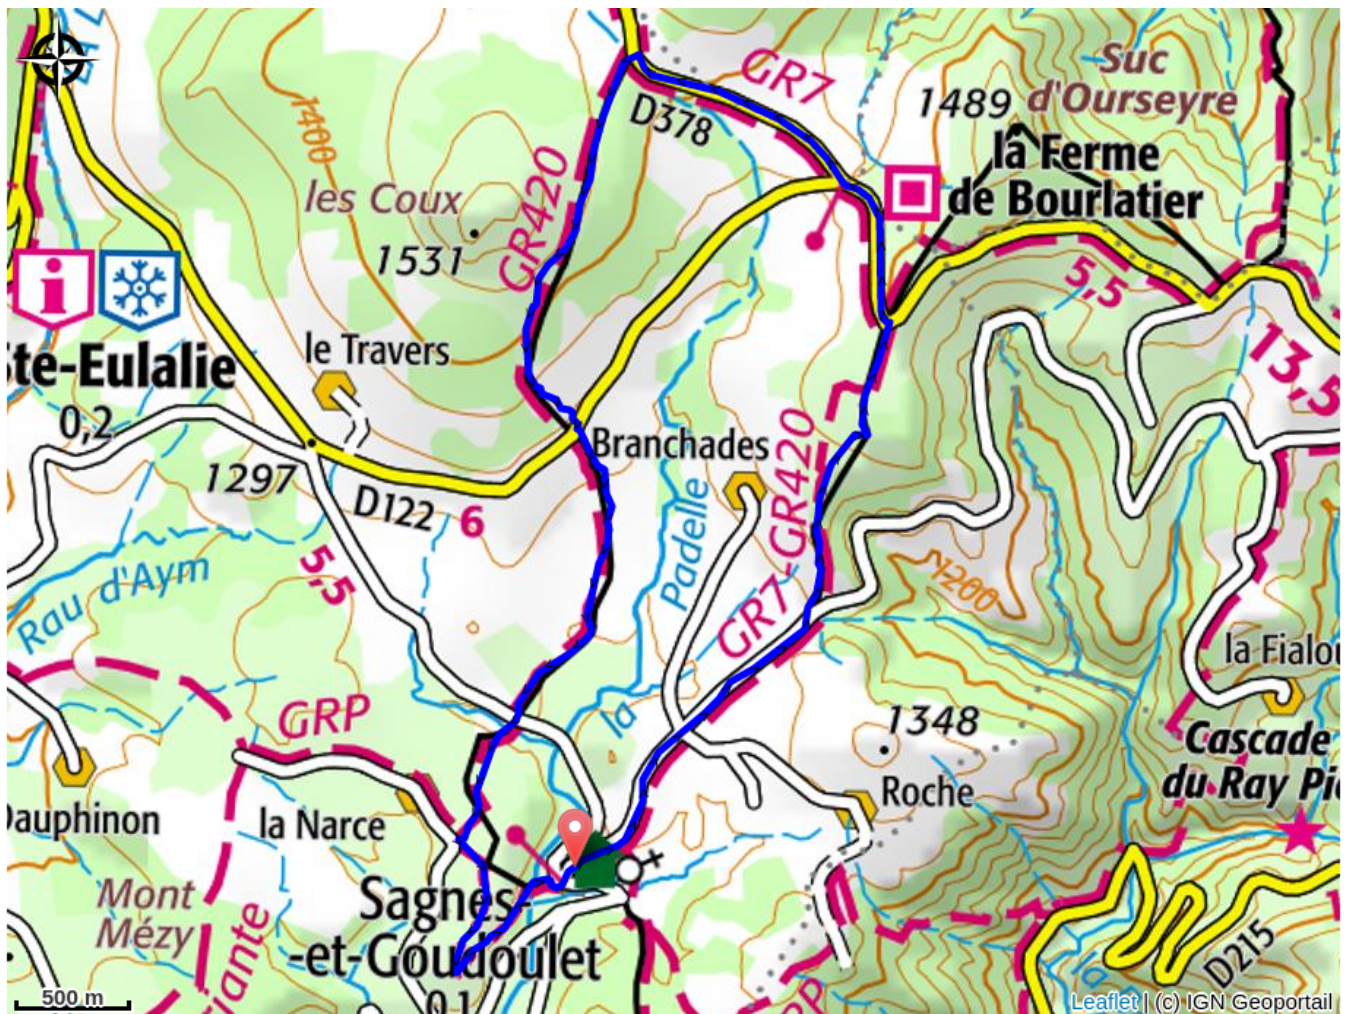 GR7
Suc
d'Ourseyre
1489
D378
1400
la Ferme
de Bourlatier
les Coux
1531
GR420
5,5
le Travers
Ste-Eulalie
0,2
13,5
1297
Branchades
D122
6
5,5
Padelle
la
GR7-GR420
1200
Rau d'Aym
GRP
la Fialo
1348
Cascade
du Ray Pi
Roche
Dauphinon
la Narce
Mont
Mézy
Sagnes-
-et-Goudoulet
0,1
iante
D215
la
500 m
Leaflet | (c) IGN Geoportail